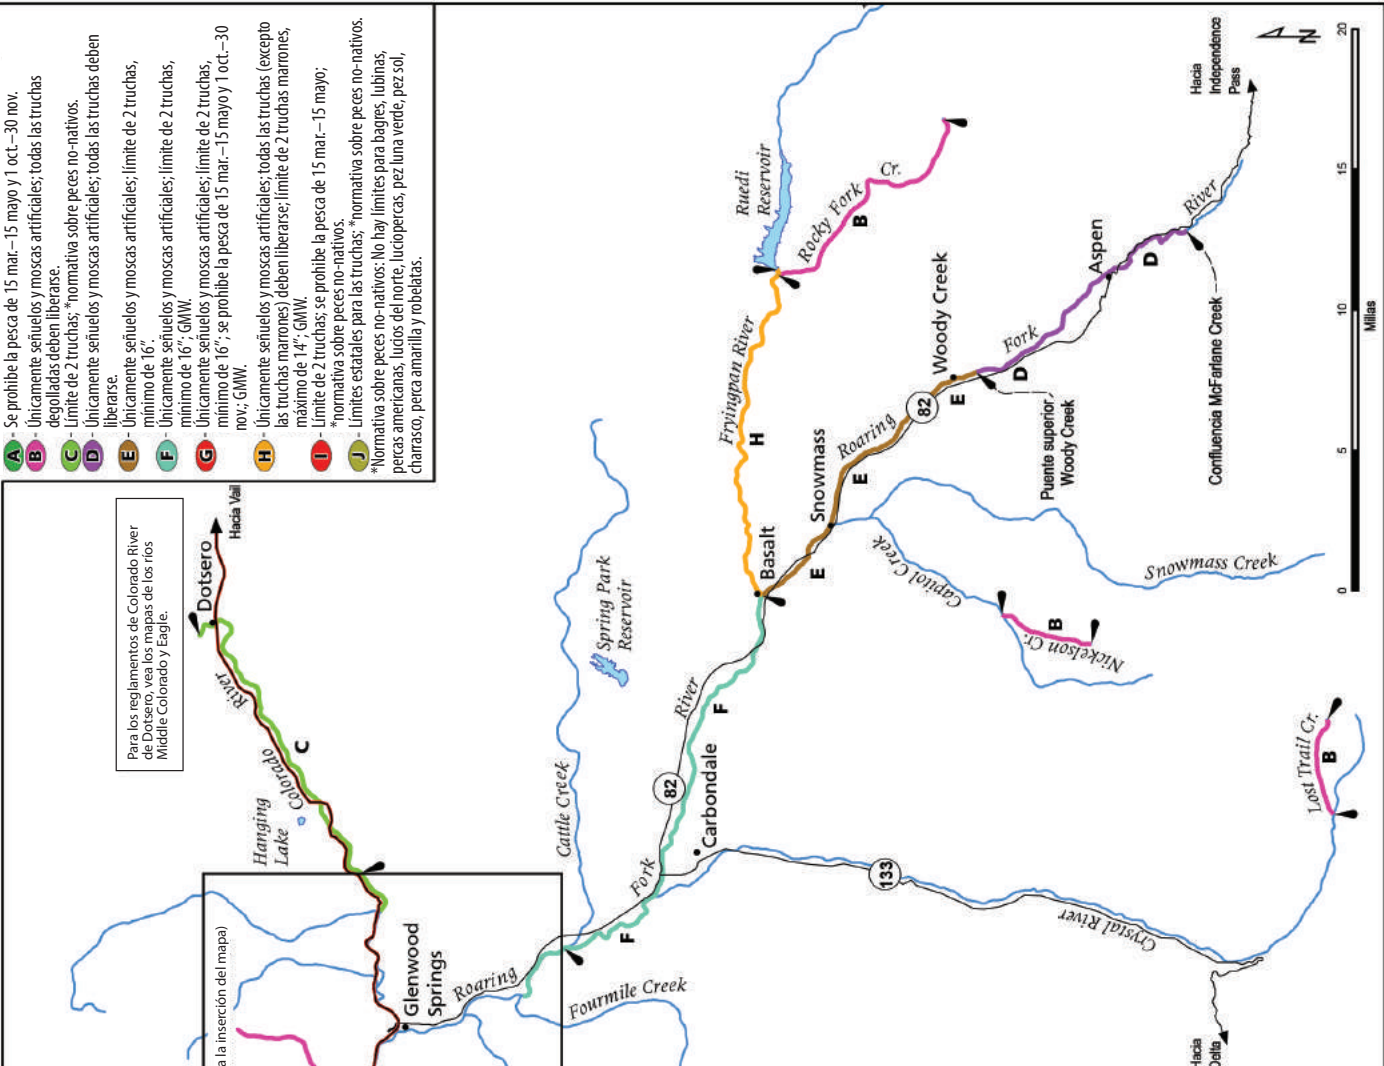 A - Se prohibe la pesca de 15 mar.–15 mayo y 1 oct.–30 nov.
B - Únicamente señuelos y moscas artificiales; todas las truchas
degolladas deben liberarse.
C - Límite de 2 truchas; *normativa sobre peces no-nativos.
D - Únicamente señuelos y moscas artificiales; todas las truchas deben
liberarse.
E - Únicamente señuelos y moscas artificiales; límite de 2 truchas,
mínimo de 16”.
F - Únicamente señuelos y moscas artificiales; límite de 2 truchas,
mínimo de 16”; GMW.
G - Únicamente señuelos y moscas artificiales; límite de 2 truchas,
mínimo de 16”; se prohibe la pesca de 15 mar.–15 mayo y 1 oct.–30
nov.; GMW.
H - Únicamente señuelos y moscas artificiales; todas las truchas (excepto
las truchas marrones) deben liberarse; límite de 2 truchas marrones,
máximo de 14”; GMW.
I - Límite de 2 truchas; se prohibe la pesca de 15 mar.–15 mayo;
*normativa sobre peces no-nativos.
J - Límites estatales para las truchas; *normativa sobre peces no-nativos.
*Normativa sobre peces no-nativos: No hay límites para bagres, lubinas,
percas americanas, lucios del norte, luciopercas, pez luna verde, pez sol,
charrasco, perca amarilla y robelatas.
Para los reglamentos de Colorado River
de Dotsero, vea los mapas de los ríos
Middle Colorado y Eagle.
Dotsero
Hacia Vail
Colorado
River
C
Hanging
Lake
a la inserción del mapa)
Glenwood
Springs
Roaring
Fork
River
Fourmile Creek
Cattle Creek
Spring Park
Reservoir
F
F
82
Carbondale
133
Crystal River
Hacia
Delta
Lost Trail Cr.
B
Basalt
Fryingpan River
H
Ruedi
Reservoir
Rocky Fork
Cr.
B
Snowmass
E
E
E
Roaring
82
Woody Creek
Fork
D
D
Aspen
River
Puente superior
Woody Creek
Confluencia McFarlane Creek
Hacia
Independence
Pass
Capitol Creek
Nickelson Cr.
B
Snowmass Creek
N
0
5
10
15
20
Millas